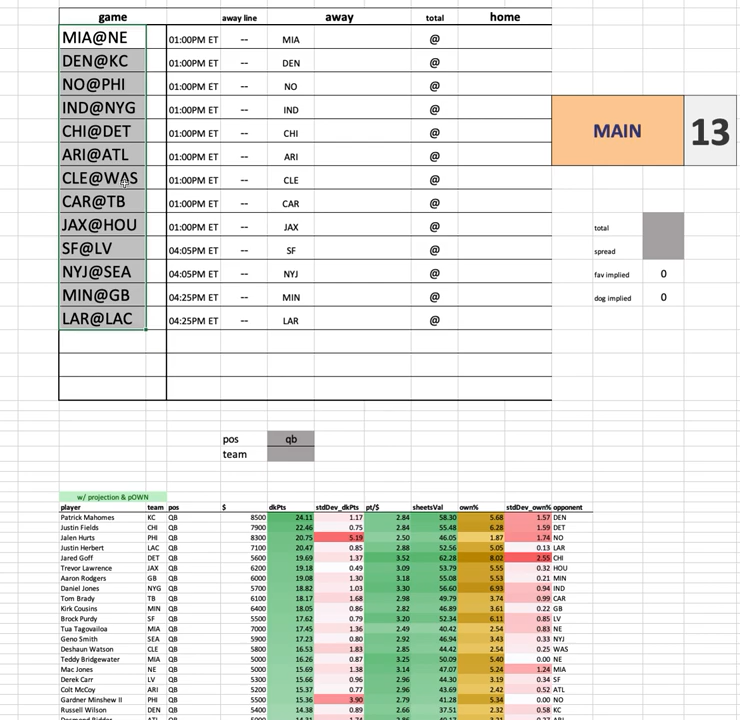 game away line away total home
MIA@NE 01:00PM ET -- MIA @
DEN@KC 01:00PM ET -- DEN @
NO@PHI 01:00PM ET -- NO @
IND@NYG 01:00PM ET -- IND @
CHI@DET 01:00PM ET -- CHI @
MAIN 13
ARI@ATL 01:00PM ET -- ARI @
CLE@WAS 01:00PM ET -- CLE @
CAR@TB 01:00PM ET -- CAR @
JAX@HOU 01:00PM ET -- JAX @
total
SF@LV 04:05PM ET -- SF @
spread
NYJ@SEA 04:05PM ET -- NYJ @
fav implied 0
MIN@GB 04:25PM ET -- MIN @
dog implied 0
LAR@LAC 04:25PM ET -- LAR @
pos qb
team
w/ projection & pOWN
player team pos $ dkPts stdDev_dkPts pt/$ sheetsVal own% stdDev_own% opponent
Patrick Mahomes KC QB 8500 24.11 1.17 2.84 58.30 5.68 1.57 DEN
Justin Fields CHI QB 7900 22.46 0.75 2.84 55.48 6.28 1.59 DET
Jalen Hurts PHI QB 8300 20.75 5.19 2.50 46.05 1.87 1.74 NO
Justin Herbert LAC QB 7100 20.47 0.85 2.88 52.56 5.05 0.13 LAR
Jared Goff DET QB 5600 19.69 1.37 3.52 62.28 8.02 2.55 CHI
Trevor Lawrence JAX QB 6200 19.18 0.49 3.09 53.79 5.55 0.32 HOU
Aaron Rodgers GB QB 6000 19.08 1.30 3.18 55.08 5.53 0.21 MIN
Daniel Jones NYG QB 5700 18.82 1.03 3.30 56.60 6.93 0.94 IND
Tom Brady TB QB 6100 18.17 1.68 2.98 49.79 3.74 0.99 CAR
Kirk Cousins MIN QB 6400 18.05 0.86 2.82 46.89 3.61 0.22 GB
Brock Purdy SF QB 5500 17.62 0.79 3.20 52.34 6.11 0.85 LV
Tua Tagovailoa MIA QB 7000 17.45 1.36 2.49 40.42 2.54 0.83 NE
Geno Smith SEA QB 5900 17.23 0.80 2.92 46.94 3.43 0.33 NYJ
Deshaun Watson CLE QB 5800 16.53 1.83 2.85 44.42 2.54 0.25 WAS
Teddy Bridgewater MIA QB 5000 16.26 0.87 3.25 50.09 5.40 0.00 NE
Mac Jones NE QB 5000 15.69 1.38 3.14 47.07 5.24 1.24 MIA
Derek Carr LV QB 5300 15.66 0.96 2.96 44.30 3.19 0.34 SF
Colt McCoy ARI QB 5200 15.37 0.77 2.96 43.69 2.42 0.52 ATL
Gardner Minshew II PHI QB 5500 15.36 3.90 2.79 41.28 5.34 0.00 NO
Russell Wilson DEN QB 5400 14.38 0.89 2.66 37.51 2.32 0.58 KC